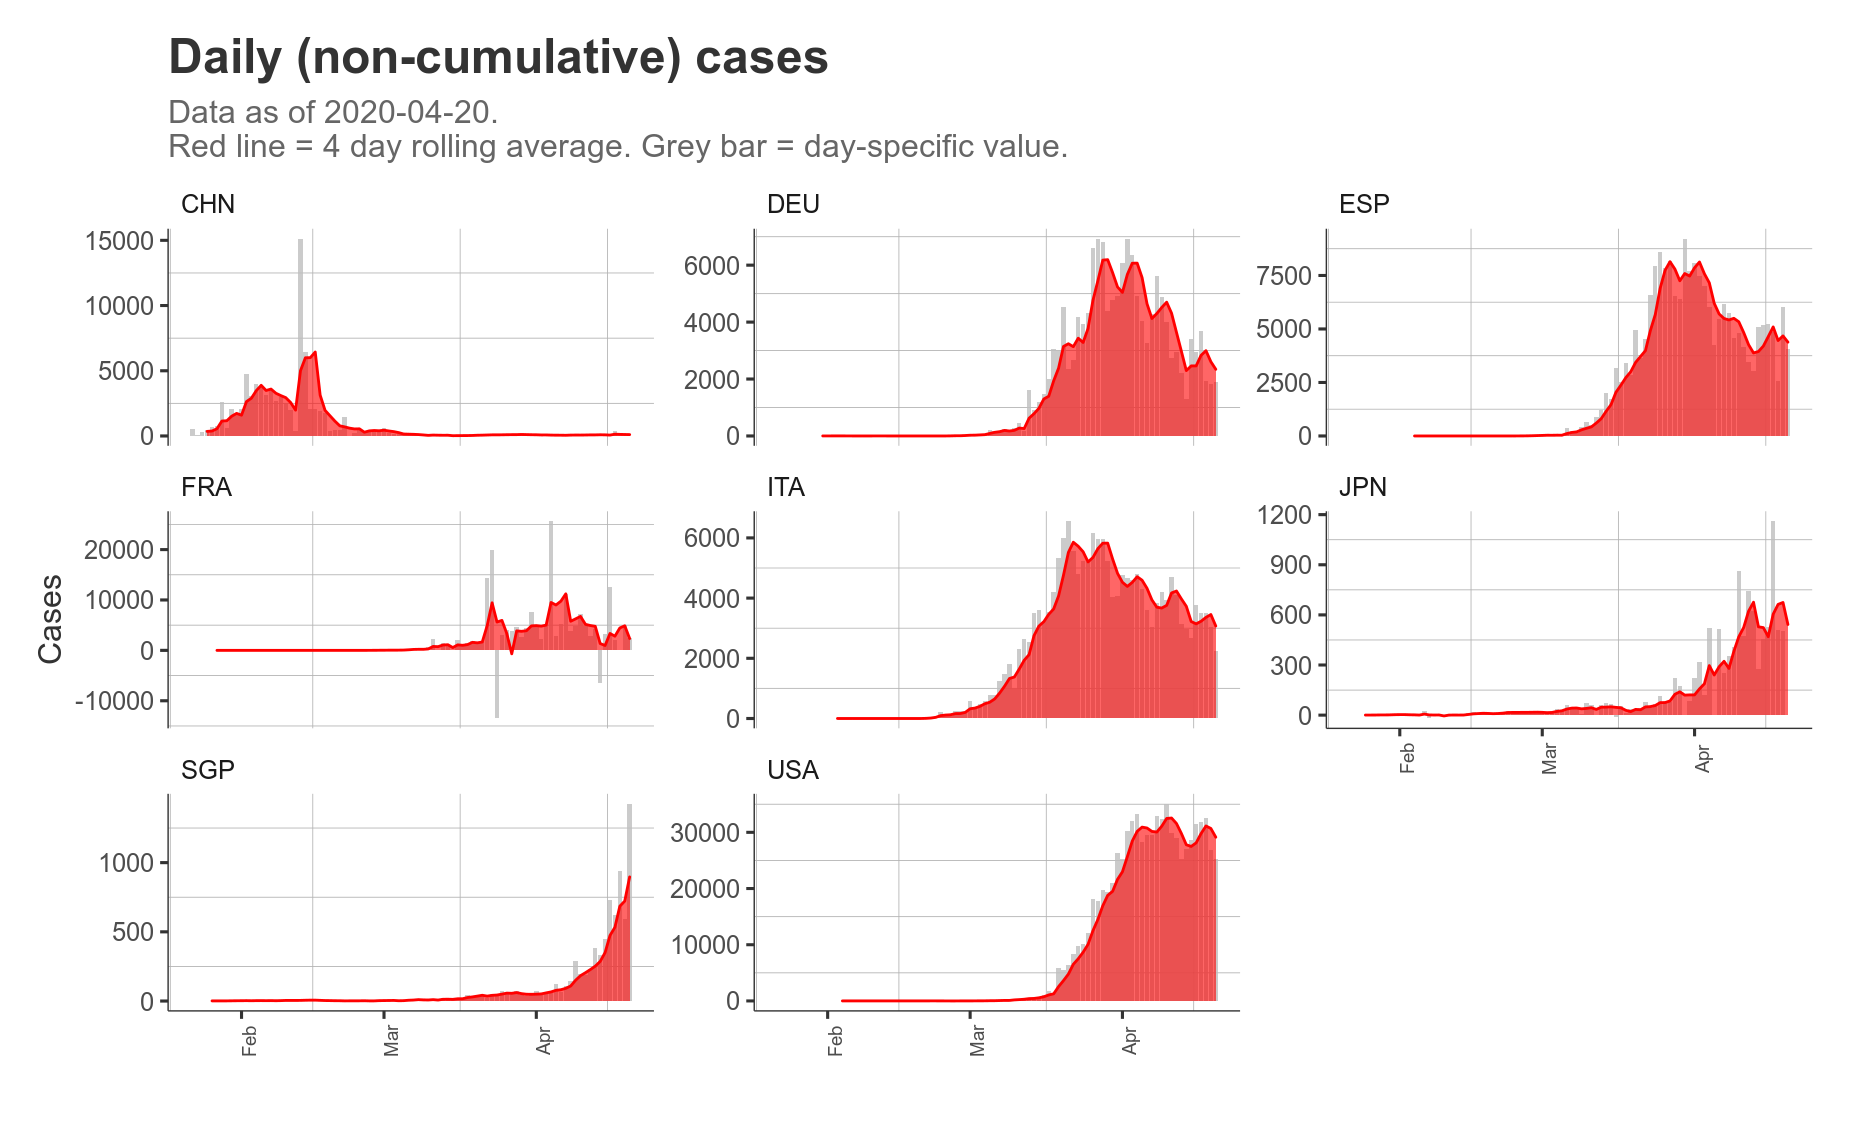 Daily (non-cumulative) cases
Data as of 2020-04-20.
Red line = 4 day rolling average. Grey bar = day-specific value.
CHN
15000
10000
5000
0
DEU
6000
4000
2000
0
ESP
7500
5000
2500
0
Cases
FRA
20000
10000
0
-10000
ITA
6000
4000
2000
0
JPN
1200
900
600
300
0
Feb
Mar
Apr
SGP
1000
500
0
Feb
Mar
Apr
USA
30000
20000
10000
0
Feb
Mar
Apr